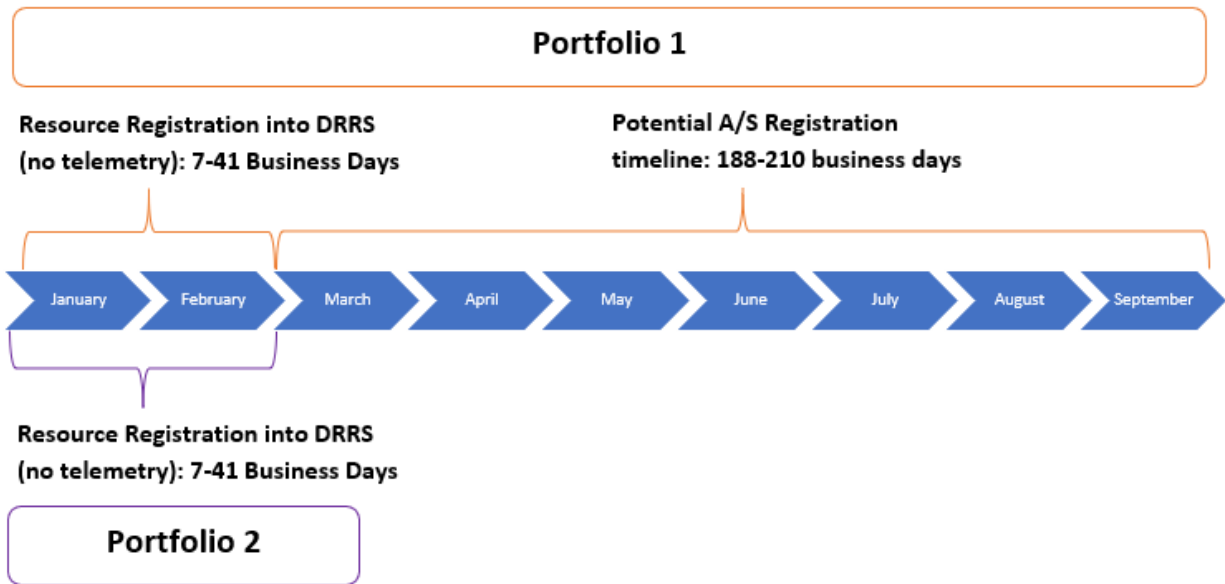 Portfolio 1
Resource Registration into DRRS
(no telemetry): 7-41 Business Days
Potential A/S Registration
timeline: 188-210 business days
January
February
March
April
May
June
July
August
September
Resource Registration into DRRS
(no telemetry): 7-41 Business Days
Portfolio 2